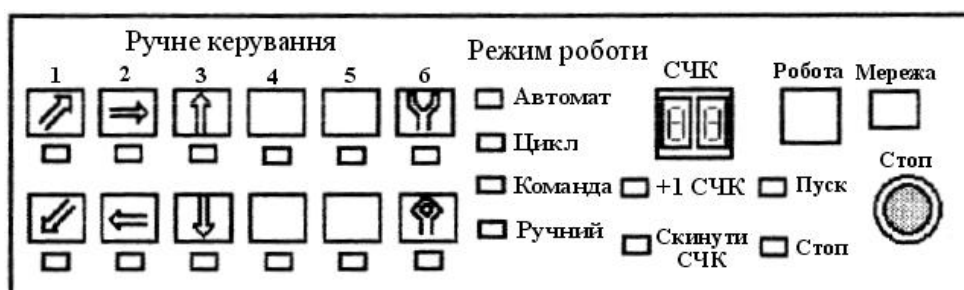 Ручне керування
1 2 3 4 5 6
Режим роботи
Автомат
Цикл
Команда
Ручний
СЧК
88
+1 СЧК
Скинути
СЧК
Робота
Пуск
Стоп
Мережа
Стоп